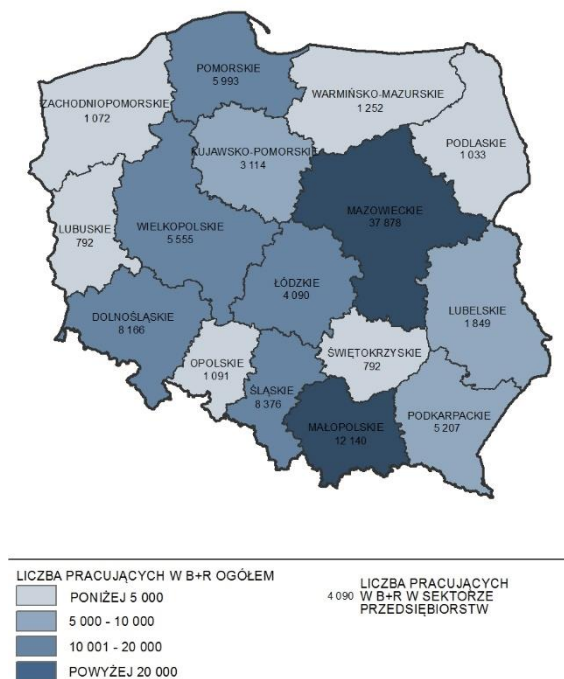 POMORSKIE
5 993
WARMIŃSKO-MAZURSKIE
1 252
ZACHODNIOPOMORSKIE
1 072
PODLASKIE
1 033
KUJAWSKO-POMORSKIE
3 114
MAZOWIECKIE
37 878
WIELKOPOLSKIE
5 555
LUBUSKIE
792
ŁÓDZKIE
4 090
LUBELSKIE
1 849
DOLNOŚLĄSKIE
8 166
OPOLSKIE
1 091
ŚWIĘTOKRZYSKIE
792
ŚLĄSKIE
8 376
PODKARPACKIE
5 207
MAŁOPOLSKIE
12 140
LICZBA PRACUJĄCYCH W B+R OGÓŁEM
PONIŻEJ 5 000
5 000 - 10 000
10 001 - 20 000
POWYŻEJ 20 000
4 090
LICZBA PRACUJĄCYCH
W B+R W SEKTORZE
PRZEDSIĘBIORSTW